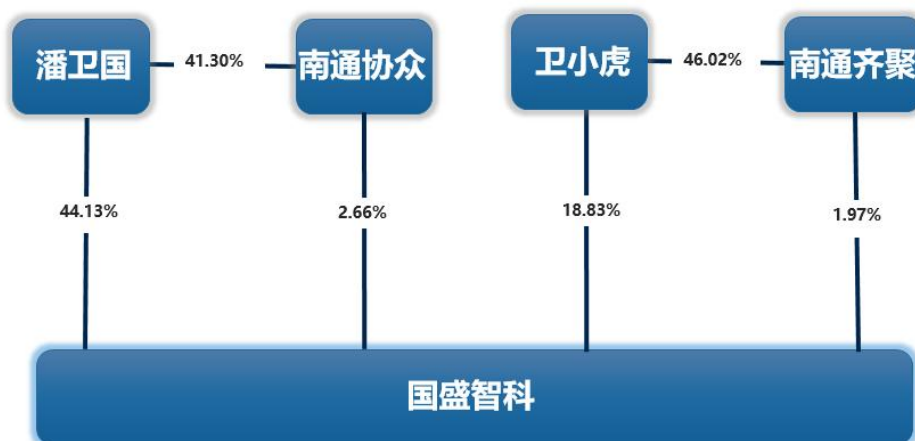 潘卫国
41.30%
南通协众
卫小虎
46.02%
南通齐聚
44.13%
2.66%
18.83%
1.97%
国盛智科